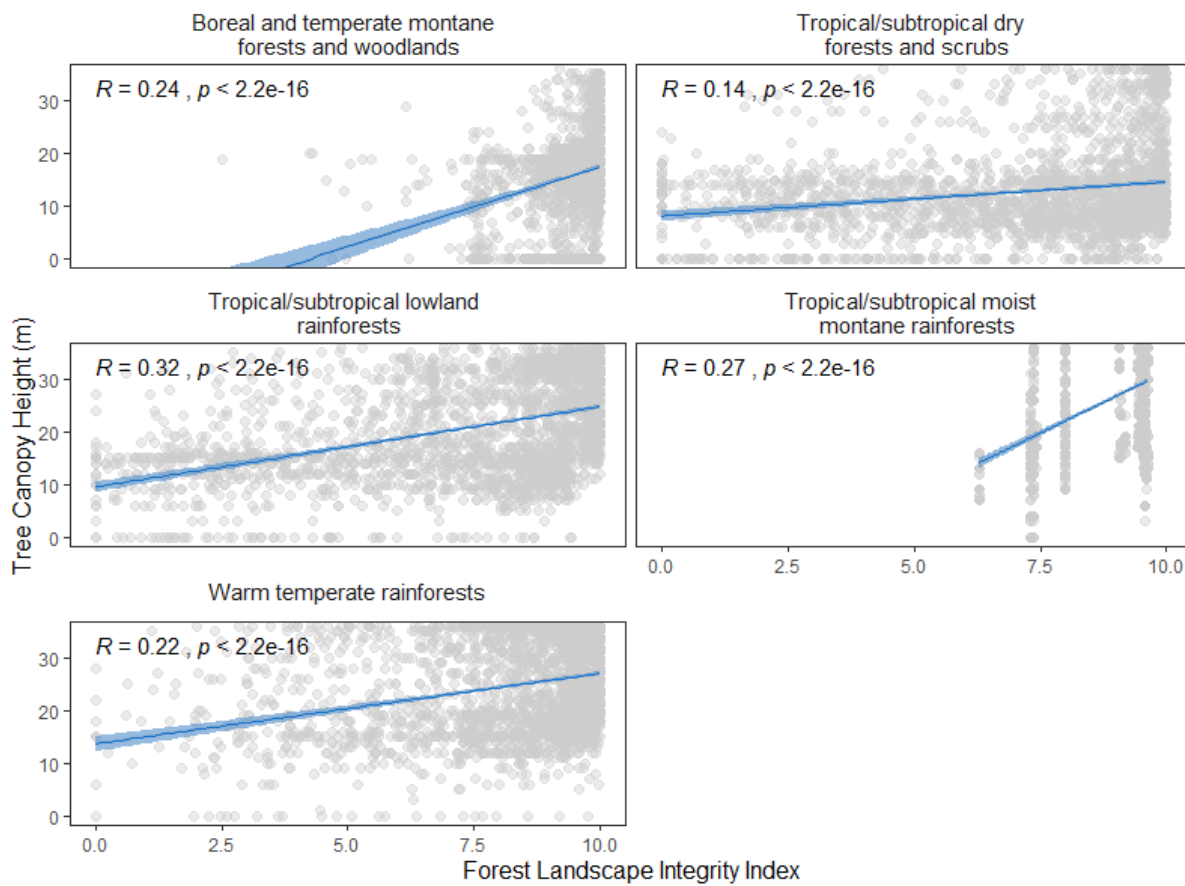 Boreal and temperate montane
forests and woodlands
R = 0.24 , p < 2.2e-16
30
20
10
0
Tropical/subtropical dry
forests and scrubs
R = 0.14 , p < 2.2e-16
Tropical/subtropical lowland
rainforests
R = 0.32 , p < 2.2e-16
30
20
10
0
Tropical/subtropical moist
montane rainforests
R = 0.27 , p < 2.2e-16
0.0 2.5 5.0 7.5 10.0
Tree Canopy Height (m)
Warm temperate rainforests
R = 0.22 , p < 2.2e-16
30
20
10
0
0.0 2.5 5.0 7.5 10.0
Forest Landscape Integrity Index